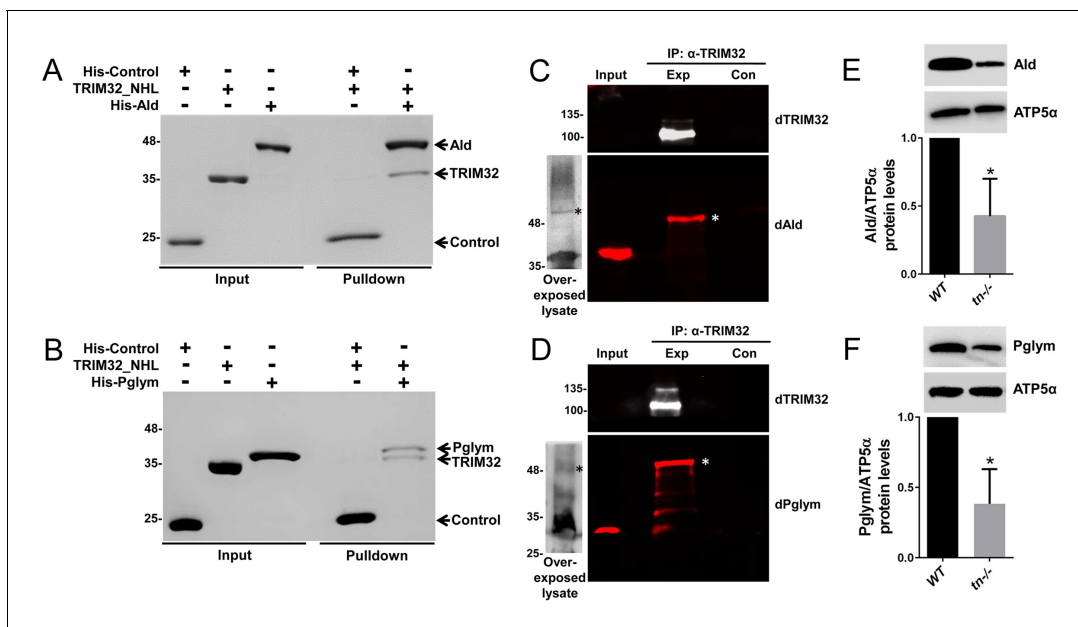 A
His-Control + - - + -
TRIM32_NHL - + - + +
His-Ald - - + - +
48-
35-
25-
Ald
TRIM32
Control
Input
Pulldown
B
His-Control + - - + -
TRIM32_NHL - + - + +
His-Pglym - - + - +
48-
35-
25-
Pglym
TRIM32
Control
Input
Pulldown
C
IP: α-TRIM32
Input Exp Con
135-
100-
dTRIM32
*
48-
35-
*
dAld
Over-
exposed
lysate
D
IP: α-TRIM32
Input Exp Con
135-
100-
dTRIM32
*
48-
35-
25-
*
dPglym
Over-
exposed
lysate
E
Ald
ATP5α
Ald/ATP5α
protein levels
1.0
0.5
0.0
*
WT
tn-/-
F
Pglym
ATP5α
Pglym/ATP5α
protein levels
1.0
0.5
0.0
*
WT
tn-/-